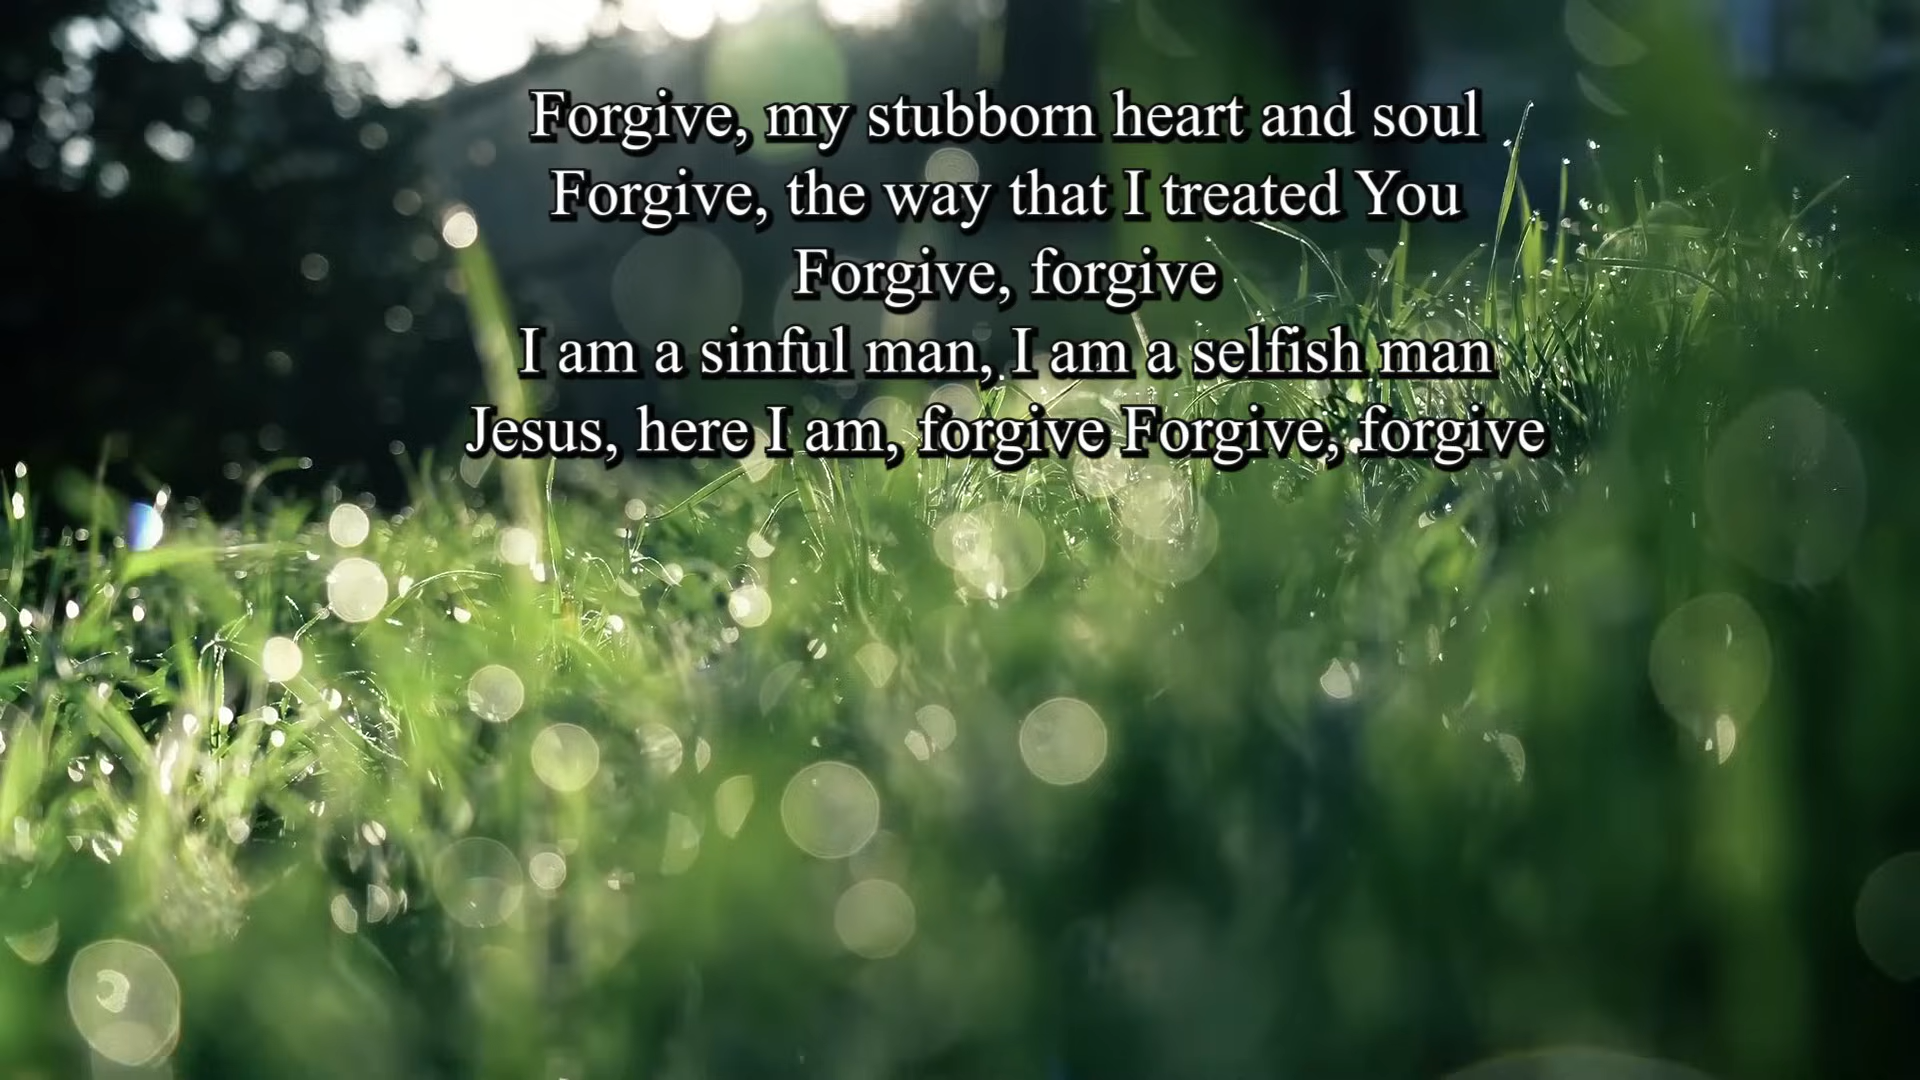 Forgive, my stubborn heart and soul
Forgive, the way that I treated You
Forgive, forgive
I am a sinful man, I am a selfish man
Jesus, here I am, forgive Forgive, forgive